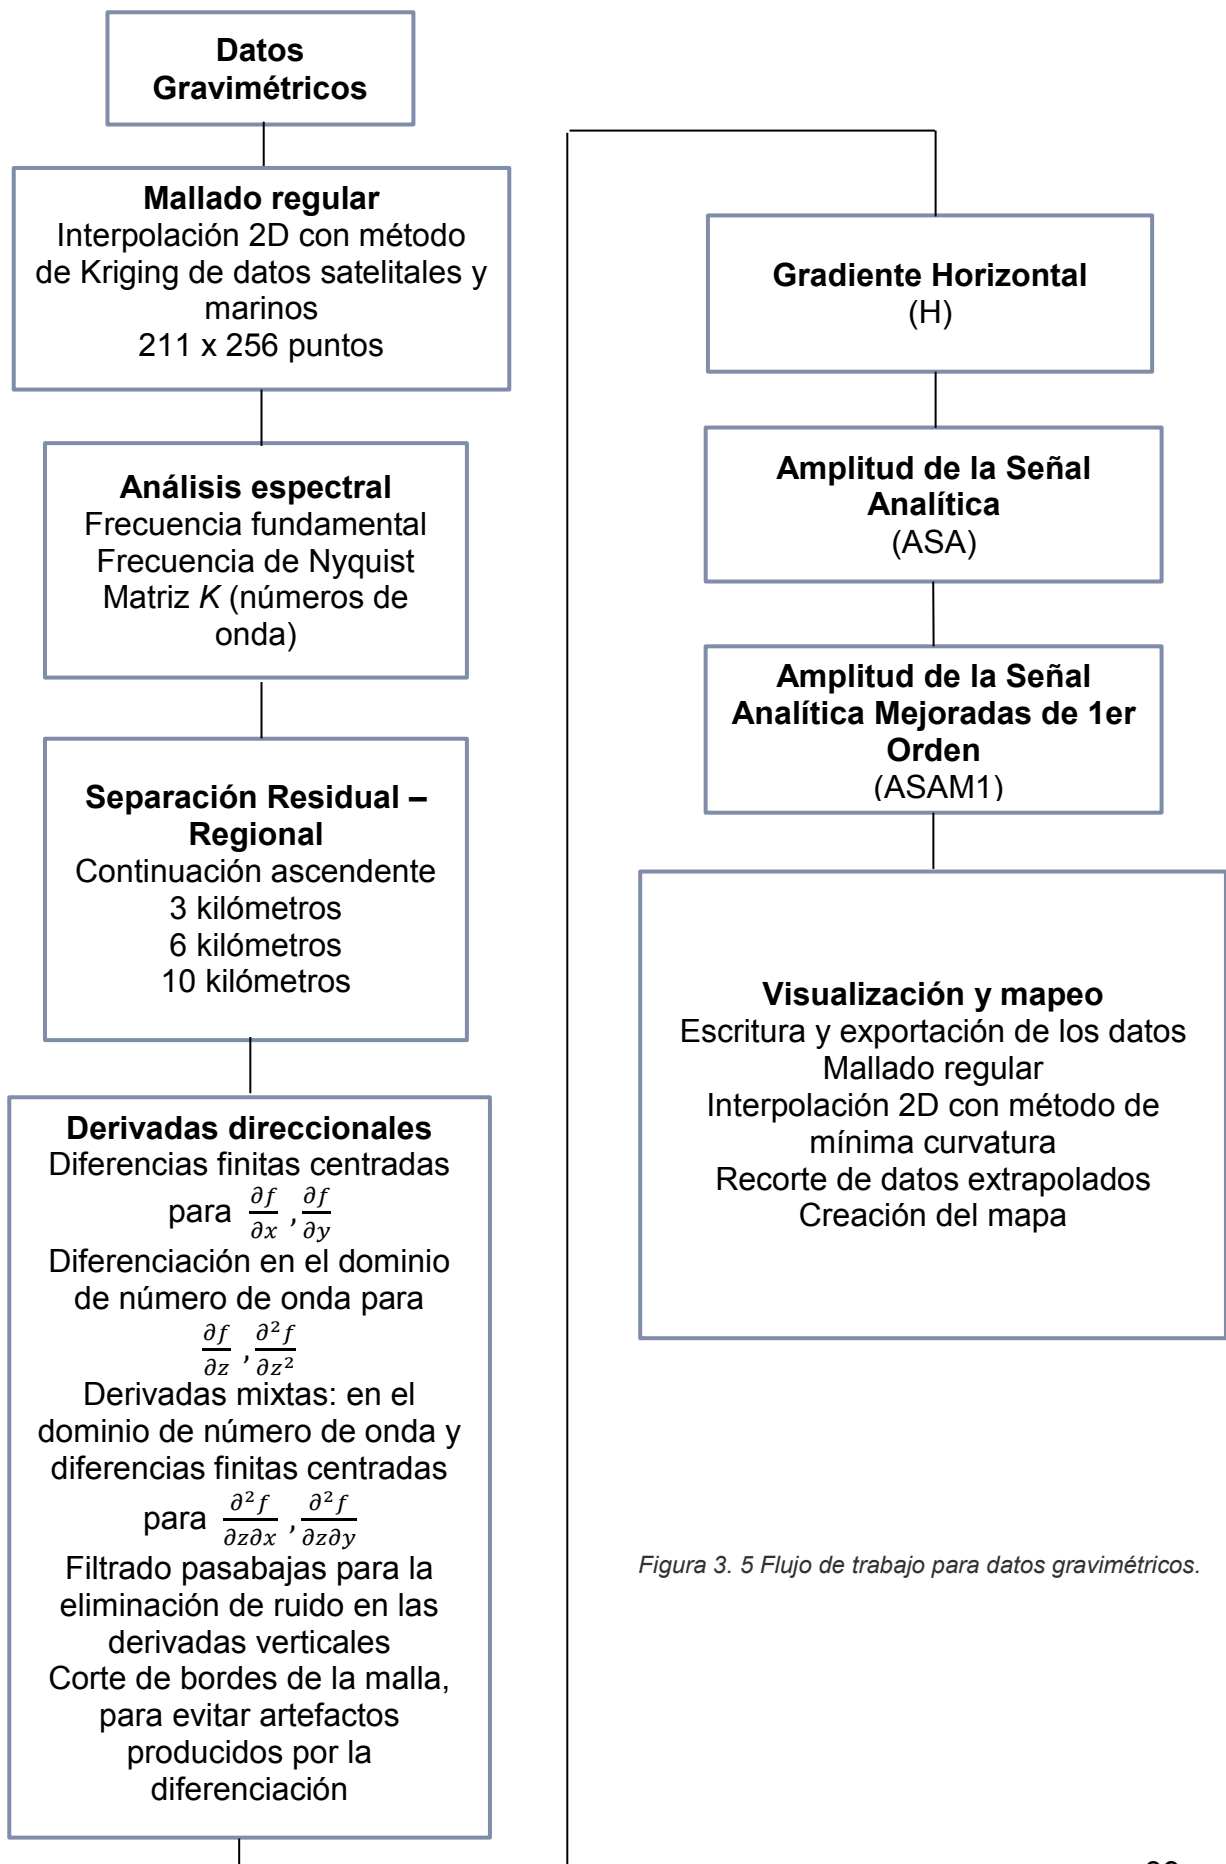 Datos
Gravimétricos
Mallado regular
Interpolación 2D con método
de Kriging de datos satelitales y
marinos
211 x 256 puntos
Análisis espectral
Frecuencia fundamental
Frecuencia de Nyquist
Matriz K (números de
onda)
Separación Residual –
Regional
Continuación ascendente
3 kilómetros
6 kilómetros
10 kilómetros
Derivadas direccionales
Diferencias finitas centradas
para ∂f/∂x , ∂f/∂y
Diferenciación en el dominio
de número de onda para
∂f/∂z , ∂²f/∂z²
Derivadas mixtas: en el
dominio de número de onda y
diferencias finitas centradas
para ∂²f/∂z∂x , ∂²f/∂z∂y
Filtrado pasabajas para la
eliminación de ruido en las
derivadas verticales
Corte de bordes de la malla,
para evitar artefactos
producidos por la
diferenciación
Gradiente Horizontal
(H)
Amplitud de la Señal
Analítica
(ASA)
Amplitud de la Señal
Analítica Mejoradas de 1er
Orden
(ASAM1)
Visualización y mapeo
Escritura y exportación de los datos
Mallado regular
Interpolación 2D con método de
mínima curvatura
Recorte de datos extrapolados
Creación del mapa
Figura 3. 5 Flujo de trabajo para datos gravimétricos.